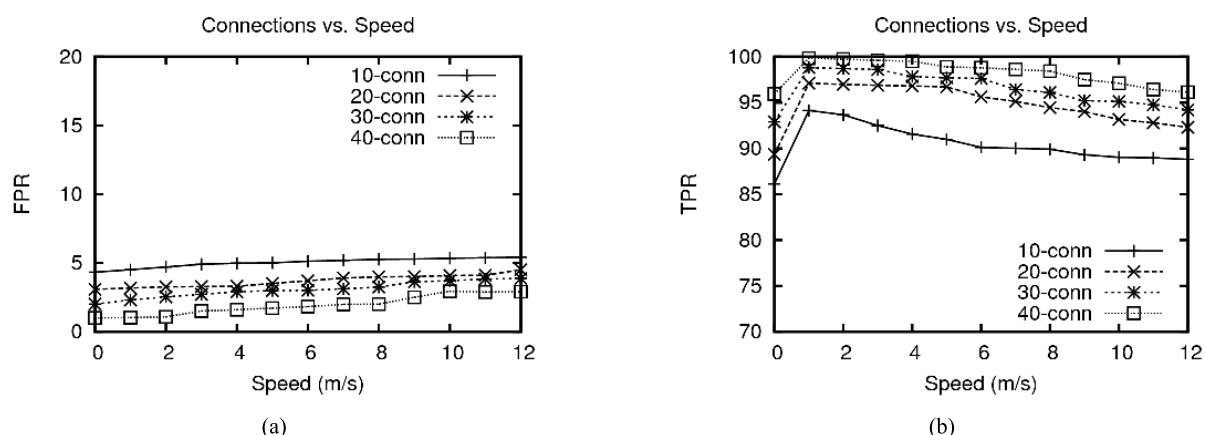 Connections vs. Speed
20
15
10
5
0
FPR
10-conn
20-conn
30-conn
40-conn
0 2 4 6 8 10 12
Speed (m/s)
(a)
Connections vs. Speed
100
95
90
85
80
75
70
TPR
10-conn
20-conn
30-conn
40-conn
0 2 4 6 8 10 12
Speed (m/s)
(b)